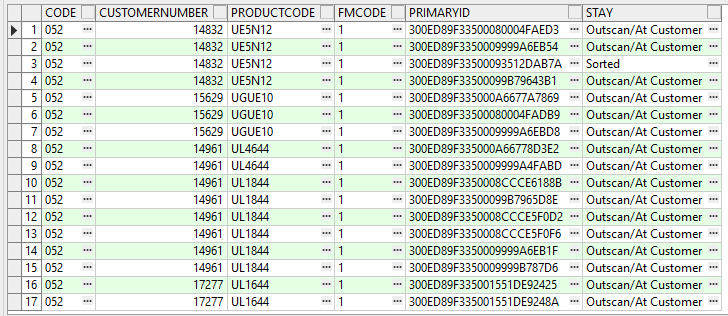 CODE CUSTOMERNUMBER PRODUCTCODE FMCODE PRIMARYID STAY
1 052 14832 UE5N12 1 300ED89F33500080004FAED3 Outscan/At Customer
2 052 14832 UE5N12 1 300ED89F3350009999A6EB54 Outscan/At Customer
3 052 14832 UE5N12 1 300ED89F33500093512DAB7A Sorted
4 052 14832 UE5N12 1 300ED89F33500099B79643B1 Outscan/At Customer
5 052 15629 UGUE10 1 300ED89F335000A6677A7869 Outscan/At Customer
6 052 15629 UGUE10 1 300ED89F33500080004FADB9 Outscan/At Customer
7 052 15629 UGUE10 1 300ED89F3350009999A6EBD8 Outscan/At Customer
8 052 14961 UL4644 1 300ED89F335000A66778D3E2 Outscan/At Customer
9 052 14961 UL4644 1 300ED89F3350009999A4FABD Outscan/At Customer
10 052 14961 UL1844 1 300ED89F3350008CCCE6188B Outscan/At Customer
11 052 14961 UL1844 1 300ED89F33500099B7965D8E Outscan/At Customer
12 052 14961 UL1844 1 300ED89F3350008CCCE5F0D2 Outscan/At Customer
13 052 14961 UL1844 1 300ED89F3350008CCCE5F0F6 Outscan/At Customer
14 052 14961 UL1844 1 300ED89F3350009999A6EB1F Outscan/At Customer
15 052 14961 UL1844 1 300ED89F3350009999B787D6 Outscan/At Customer
16 052 17277 UL1644 1 300ED89F335001551DE92425 Outscan/At Customer
17 052 17277 UL1644 1 300ED89F335001551DE9248A Outscan/At Customer